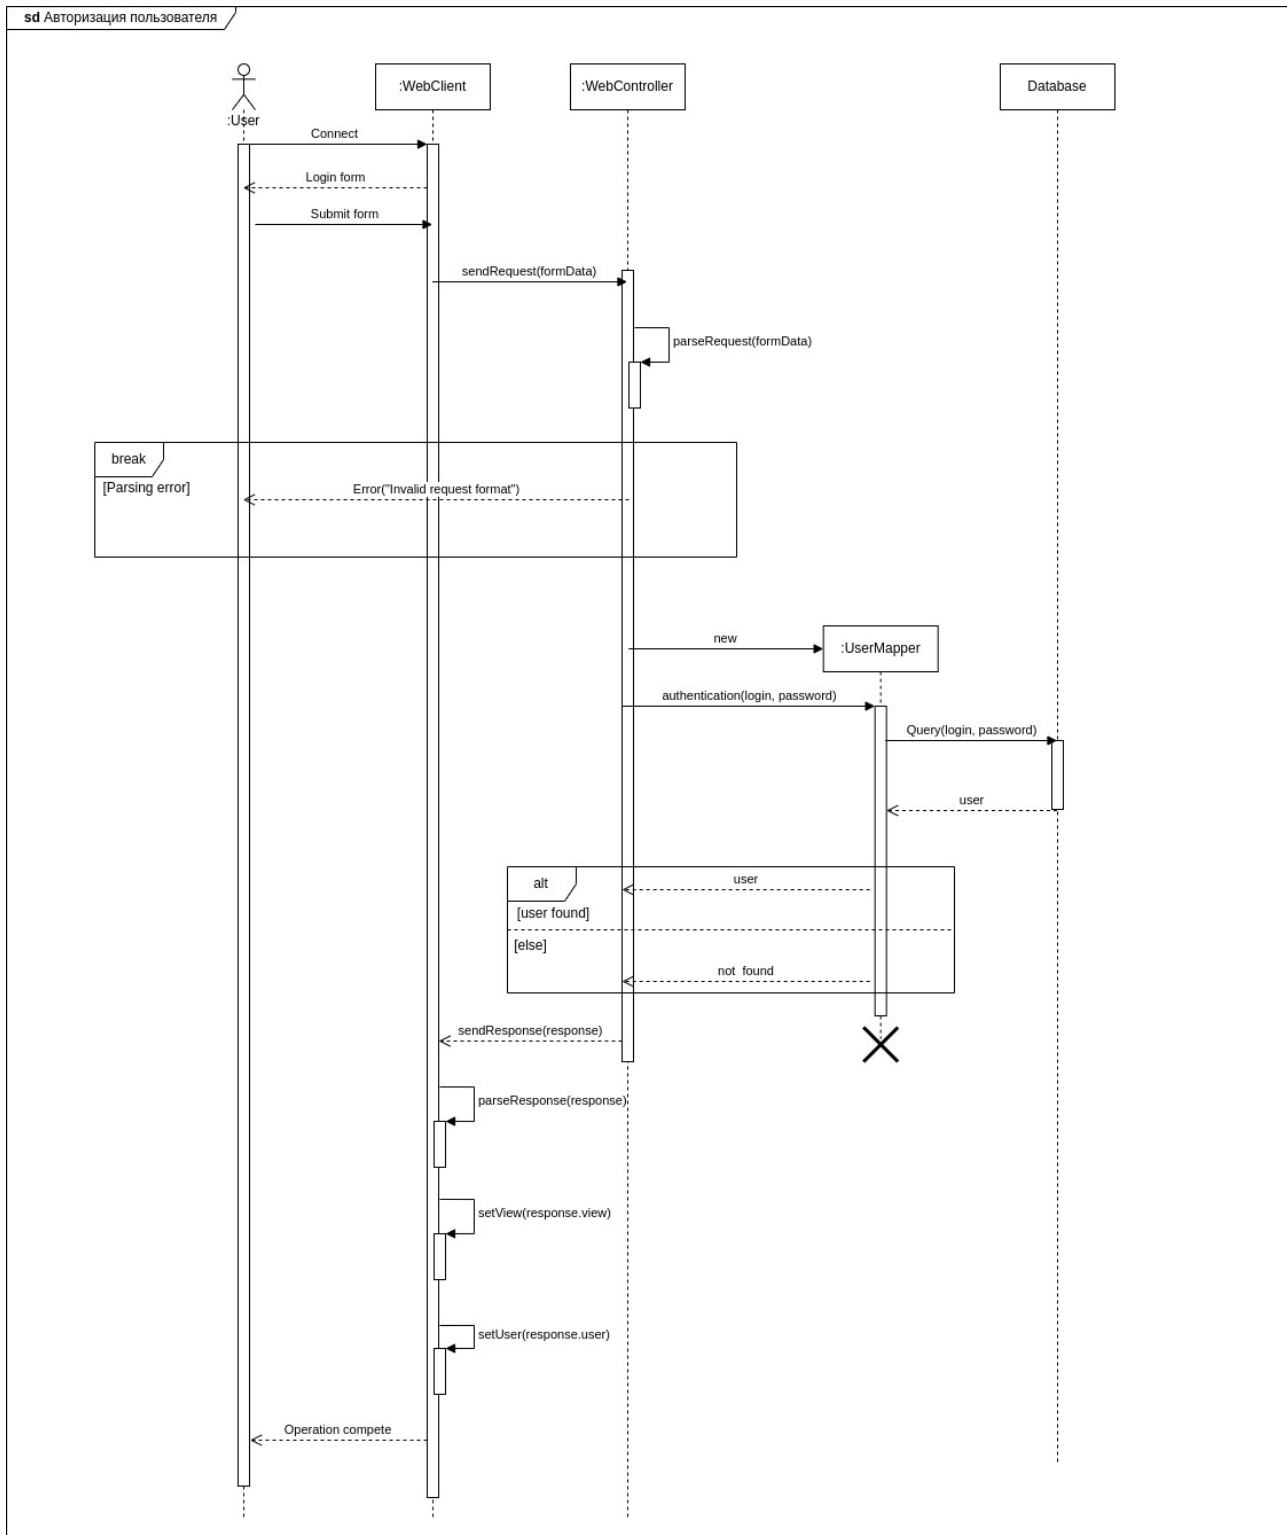 sd Авторизация пользователя
:User
:WebClient
:WebController
Database
Connect
Login form
Submit form
sendRequest(formData)
parseRequest(formData)
break
[Parsing error]
Error("Invalid request format")
new
:UserMapper
authentication(login, password)
Query(login, password)
user
alt
user
[user found]
[else]
not found
sendResponse(response)
parseResponse(response)
setView(response.view)
setUser(response.user)
Operation compete